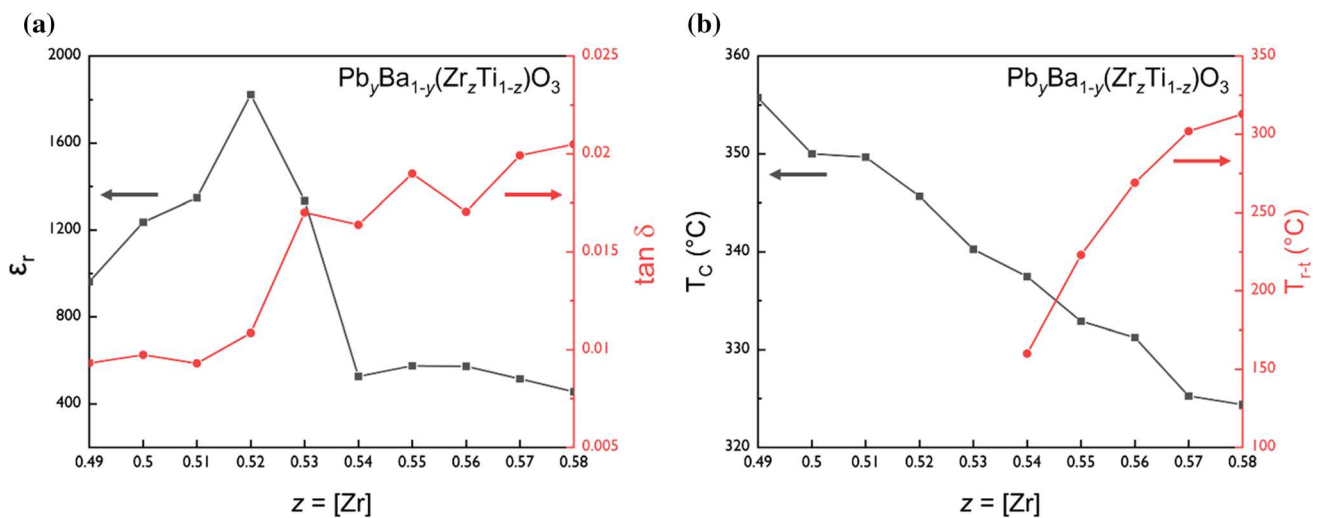 (a)
2000
1600
1200
800
400
εr
0.025
0.02
0.015
0.01
0.005
tan δ
PbyBa1-y(ZrzTi1-z)O3
0.49 0.5 0.51 0.52 0.53 0.54 0.55 0.56 0.57 0.58
z = [Zr]
(b)
360
350
340
330
320
TC (°C)
350
300
250
200
150
100
Tr-t (°C)
PbyBa1-y(ZrzTi1-z)O3
0.49 0.5 0.51 0.52 0.53 0.54 0.55 0.56 0.57 0.58
z = [Zr]